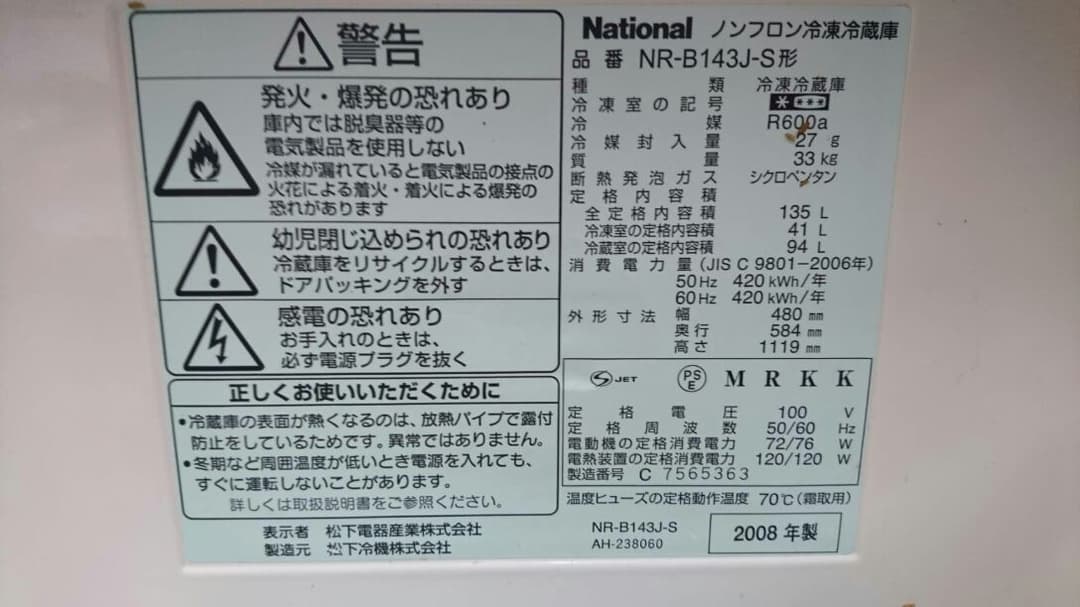 警告
発火・爆発の恐れあり
庫内では脱臭器等の
電気製品を使用しない
冷媒が漏れていると電気製品の接点の
火花による着火・着火による爆発の
恐れがあります
幼児閉じ込められの恐れあり
冷蔵庫をリサイクルするときは、
ドアパッキングを外す
感電の恐れあり
お手入れのときは、
必ず電源プラグを抜く
正しくお使いいただくために
•冷蔵庫の表面が熱くなるのは、放熱パイプで露付
防止をしているためです。異常ではありません。
•冬期など周囲温度が低いとき電源を入れても、
すぐに運転しないことがあります。
詳しくは取扱説明書をご参照ください。
表示者 松下電器産業株式会社
製造元 松下冷機株式会社
National ノンフロン冷凍冷蔵庫
品番 NR-B143J-S形
種類 冷凍冷蔵庫
冷凍室の記号 * ***
冷媒 R600a
冷媒封入量 27 g
質量 33 kg
断熱発泡ガス シクロペンタン
定格内容積
全定格内容積 135 L
冷凍室の定格内容積 41 L
冷蔵室の定格内容積 94 L
消費電力量 (JIS C 9801-2006年)
50Hz 420 kWh/年
60Hz 420 kWh/年
外形寸法 幅 480 mm
奥行 584 mm
高さ 1119 mm
S JET PSE M R K K
定格電圧 100 V
定格周波数 50/60 Hz
電動機の定格消費電力 72/76 W
電熱装置の定格消費電力 120/120 W
製造番号 C 7565363
温度ヒューズの定格動作温度 70℃(霜取用)
NR-B143J-S
AH-238060
2008 年製